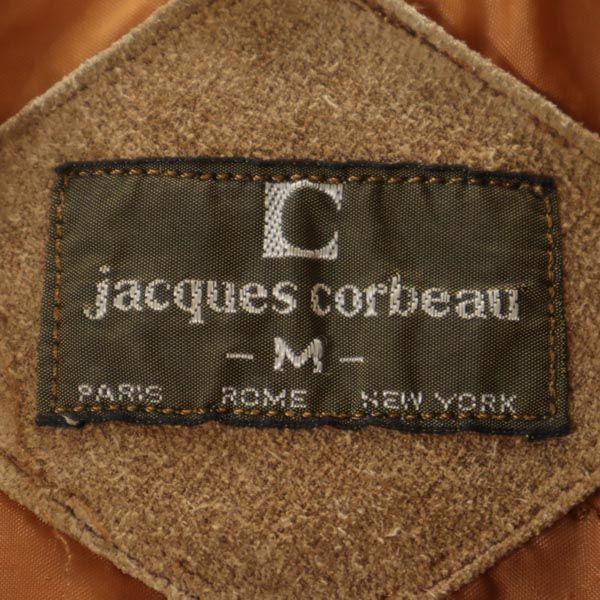 C
jacques corbeau
- M -
PARIS ROME NEW YORK